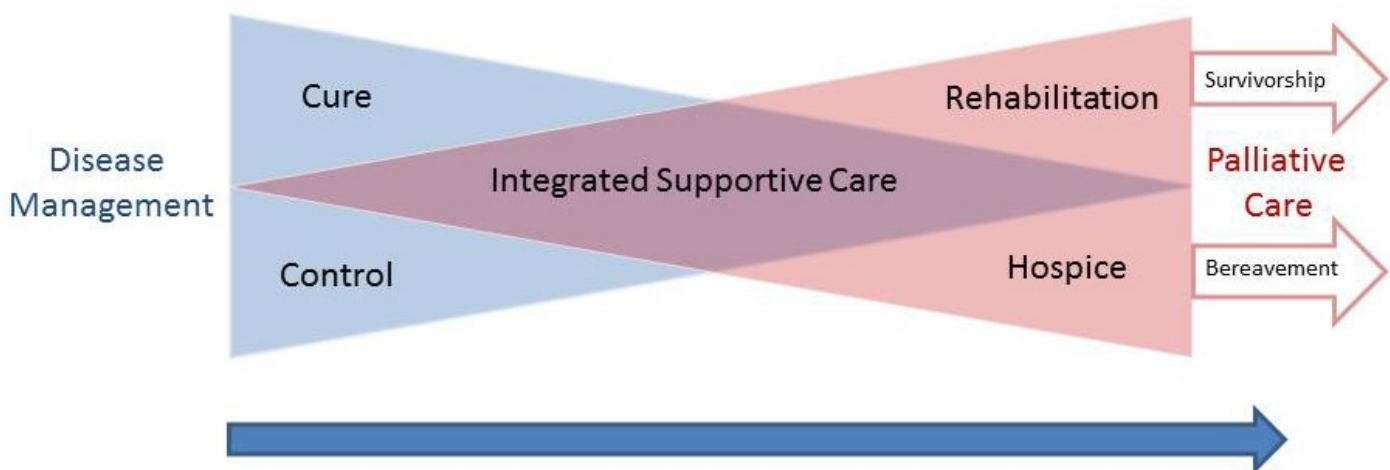 Cure
Rehabilitation
Survivorship
Disease
Management
Integrated Supportive Care
Palliative
Care
Control
Hospice
Bereavement